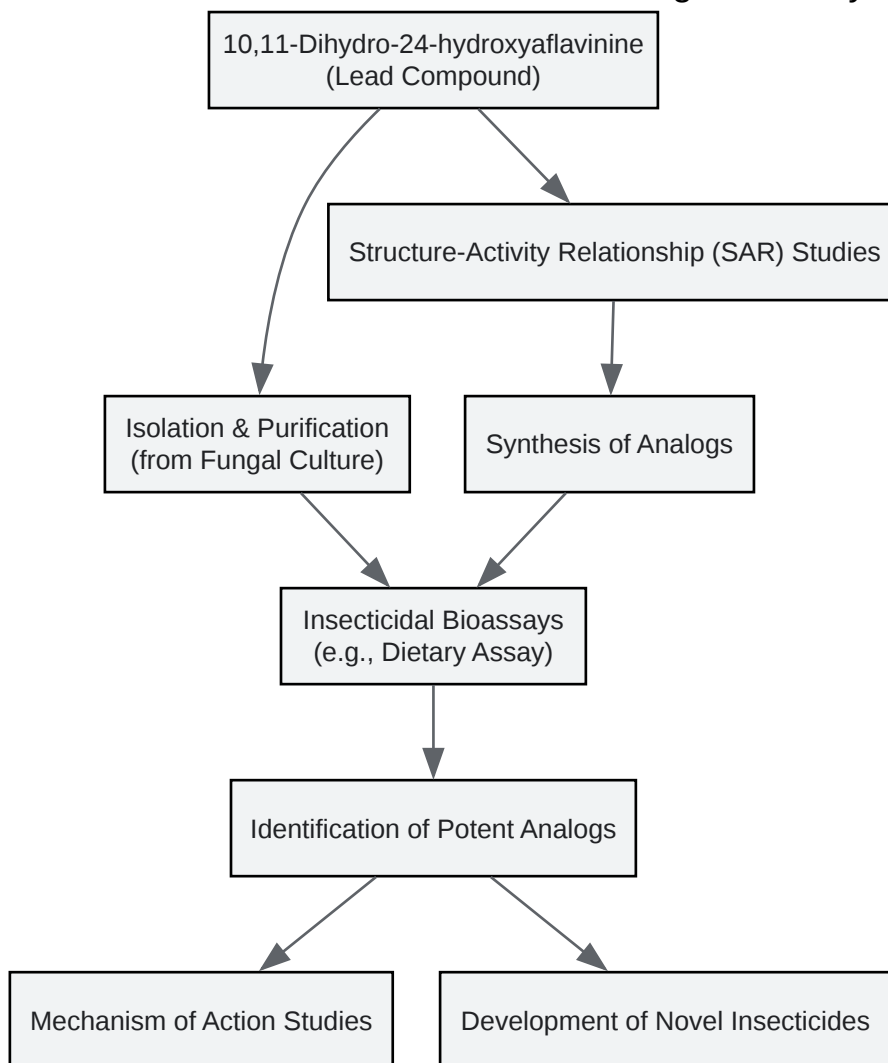 10,11-Dihydro-24-hydroxyaflavinine
(Lead Compound)
Structure-Activity Relationship (SAR) Studies
Isolation & Purification
(from Fungal Culture)
Synthesis of Analogs
Insecticidal Bioassays
(e.g., Dietary Assay)
Identification of Potent Analogs
Mechanism of Action Studies
Development of Novel Insecticides